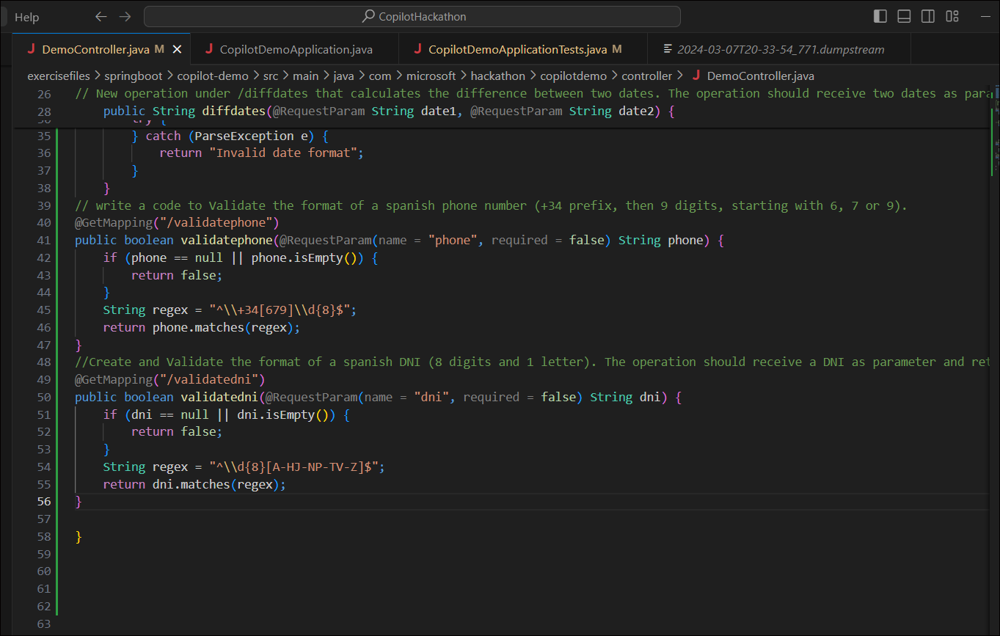 Help
CopilotHackathon
DemoController.java M
CopilotDemoApplication.java
CopilotDemoApplicationTests.java M
2024-03-07T20-33-54_771.dumpstream
exercisefiles > springboot > copilot-demo > src > main > java > com > microsoft > hackathon > copilotdemo > controller > J DemoController.java
26 // New operation under /diffdates that calculates the difference between two dates. The operation should receive two dates as para
28 public String diffdates(@RequestParam String date1, @RequestParam String date2) {
30 try {
35 } catch (ParseException e) {
36 return "Invalid date format";
37 }
38 }
39 // write a code to Validate the format of a spanish phone number (+34 prefix, then 9 digits, starting with 6, 7 or 9).
40 @GetMapping("/validatephone")
41 public boolean validatephone(@RequestParam(name = "phone", required = false) String phone) {
42 if (phone == null || phone.isEmpty()) {
43 return false;
44 }
45 String regex = "^\\+34[679]\\d{8}$";
46 return phone.matches(regex);
47 }
48 //Create and Validate the format of a spanish DNI (8 digits and 1 letter). The operation should receive a DNI as parameter and ret
49 @GetMapping("/validatedni")
50 public boolean validatedni(@RequestParam(name = "dni", required = false) String dni) {
51 if (dni == null || dni.isEmpty()) {
52 return false;
53 }
54 String regex = "^\\d{8}[A-HJ-NP-TV-Z]$";
55 return dni.matches(regex);
56 }
57
58 }
59
60
61
62
63